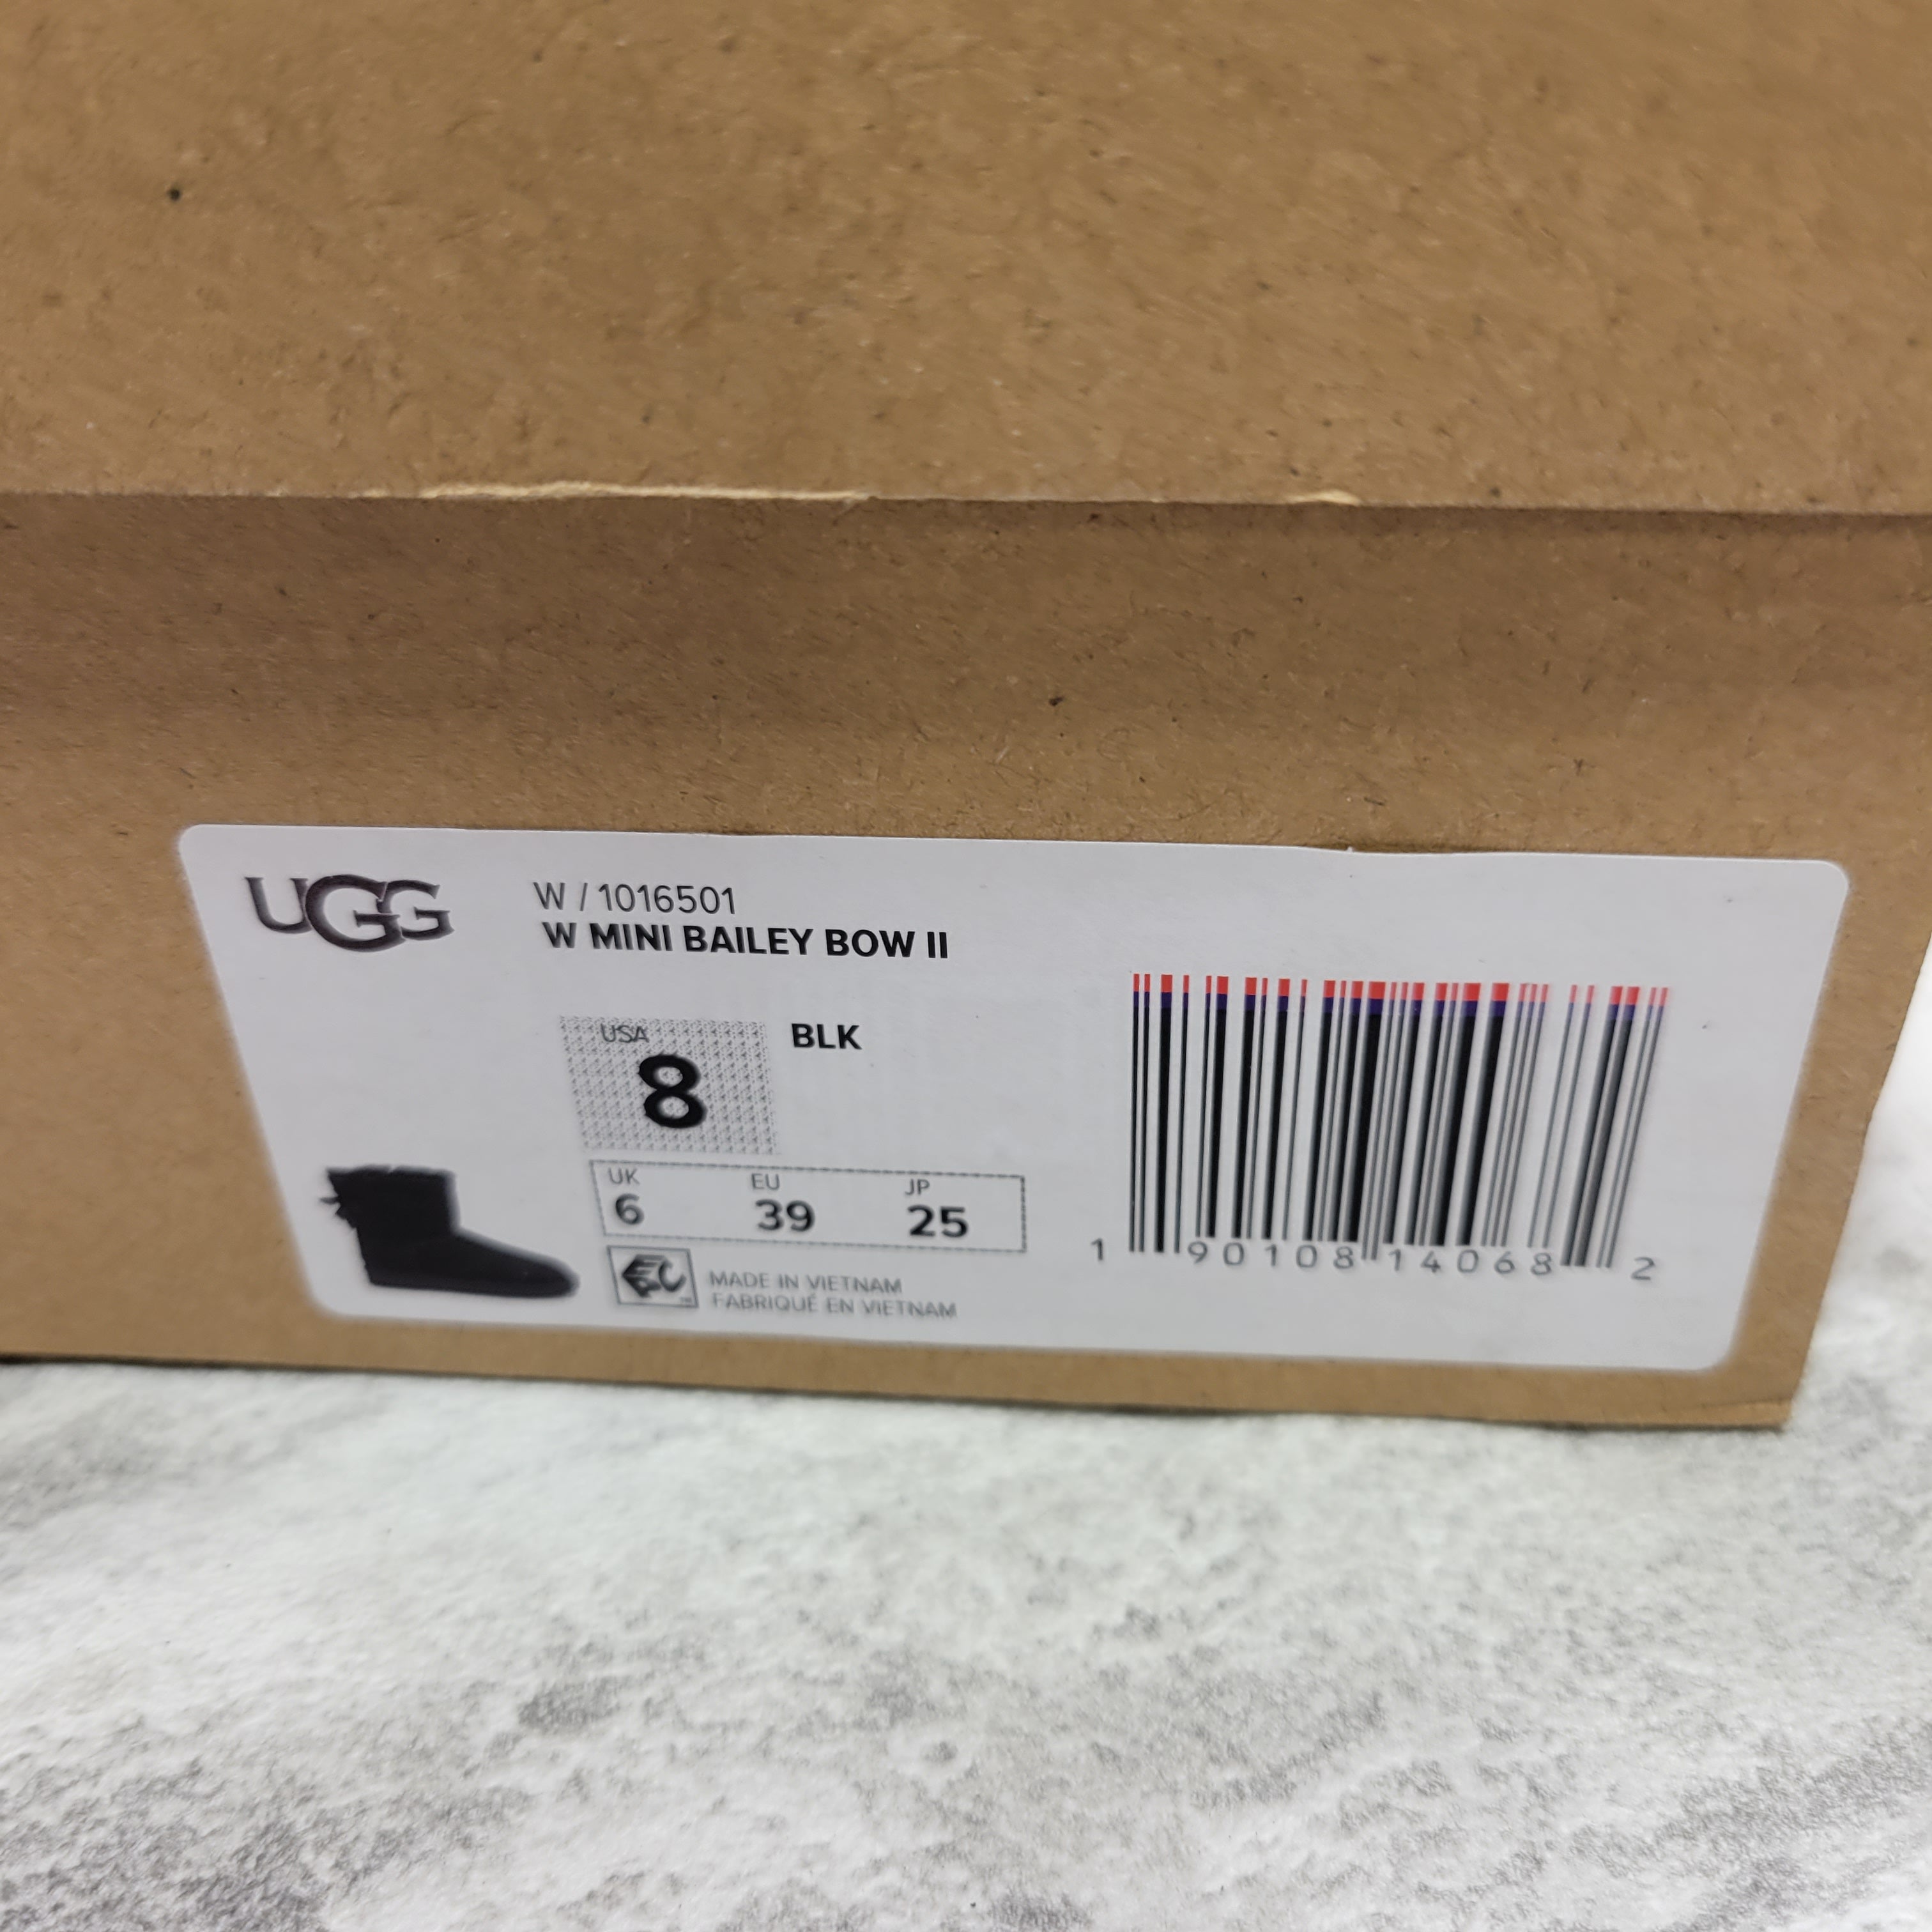 UGG
W / 1016501
W MINI BAILEY BOW II
USA
8
BLK
UK EU JP
6 39 25
MADE IN VIETNAM
FABRIQUÉ EN VIETNAM
1 90108 14068 2